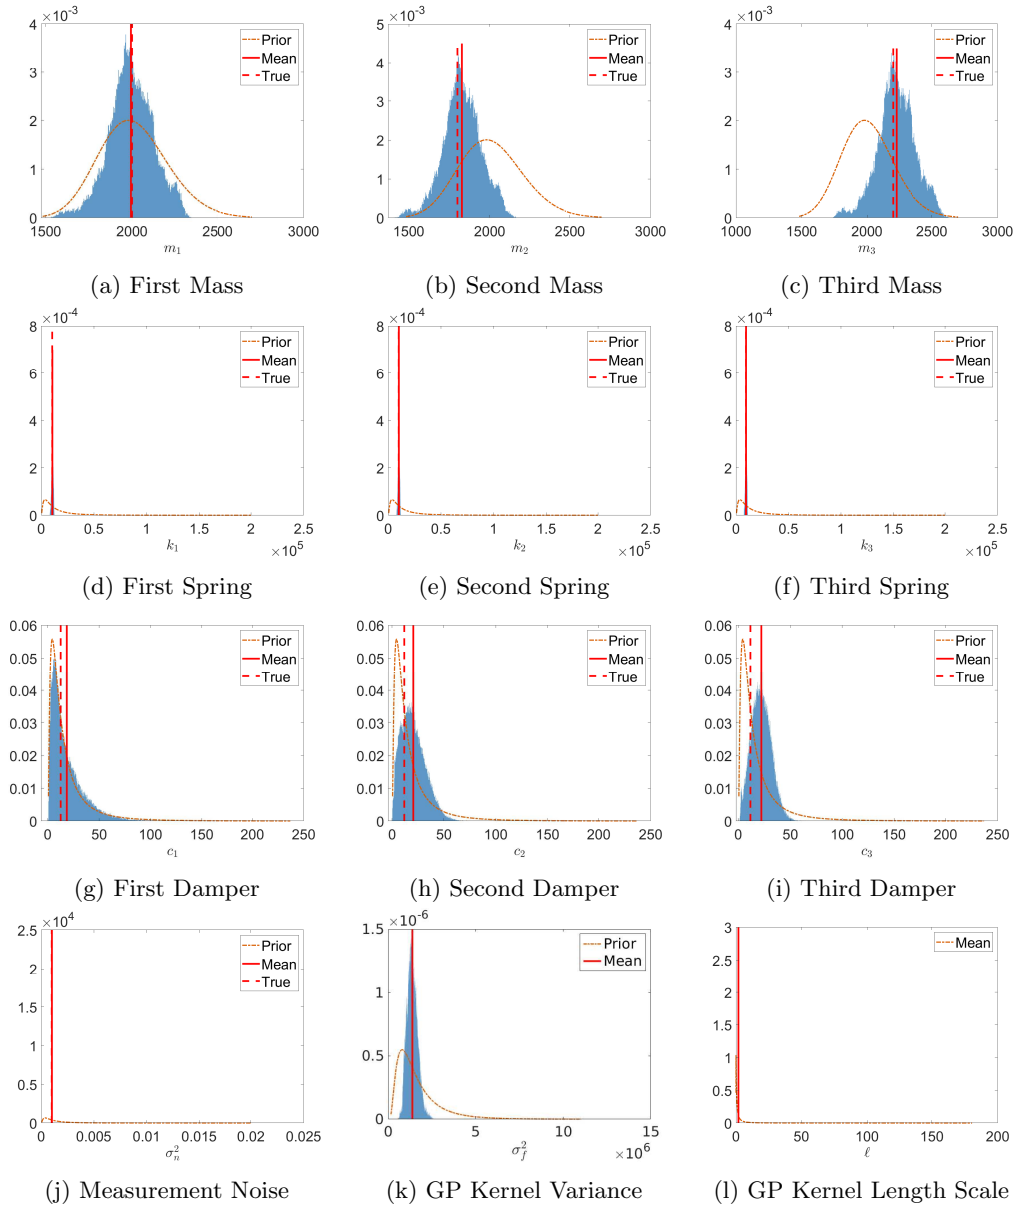 ×10⁻³
4
3
2
1
0
1500 2000 2500 3000
m₁
Prior
Mean
True
(a) First Mass
×10⁻³
5
4
3
2
1
0
1500 2000 2500 3000
m₂
Prior
Mean
True
(b) Second Mass
×10⁻³
4
3
2
1
0
1000 1500 2000 2500 3000
m₃
Prior
Mean
True
(c) Third Mass
×10⁻⁴
8
6
4
2
0
0 0.5 1 1.5 2 2.5
k₁
×10⁵
Prior
Mean
True
(d) First Spring
×10⁻⁴
8
6
4
2
0
0 0.5 1 1.5 2 2.5
k₂
×10⁵
Prior
Mean
True
(e) Second Spring
×10⁻⁴
8
6
4
2
0
0 0.5 1 1.5 2 2.5
k₃
×10⁵
Prior
Mean
True
(f) Third Spring
0.06
0.05
0.04
0.03
0.02
0.01
0
0 50 100 150 200 250
c₁
Prior
Mean
True
(g) First Damper
0.06
0.05
0.04
0.03
0.02
0.01
0
0 50 100 150 200 250
c₂
Prior
Mean
True
(h) Second Damper
0.06
0.05
0.04
0.03
0.02
0.01
0
0 50 100 150 200 250
c₃
Prior
Mean
True
(i) Third Damper
×10⁴
2.5
2
1.5
1
0.5
0
0 0.005 0.01 0.015 0.02 0.025
σₙ²
Prior
Mean
True
(j) Measurement Noise
×10⁻⁶
1.5
1
0.5
0
0 5 10 15
σ_f²
×10⁶
Prior
Mean
(k) GP Kernel Variance
3
2.5
2
1.5
1
0.5
0
0 50 100 150 200
ℓ
Mean
(l) GP Kernel Length Scale